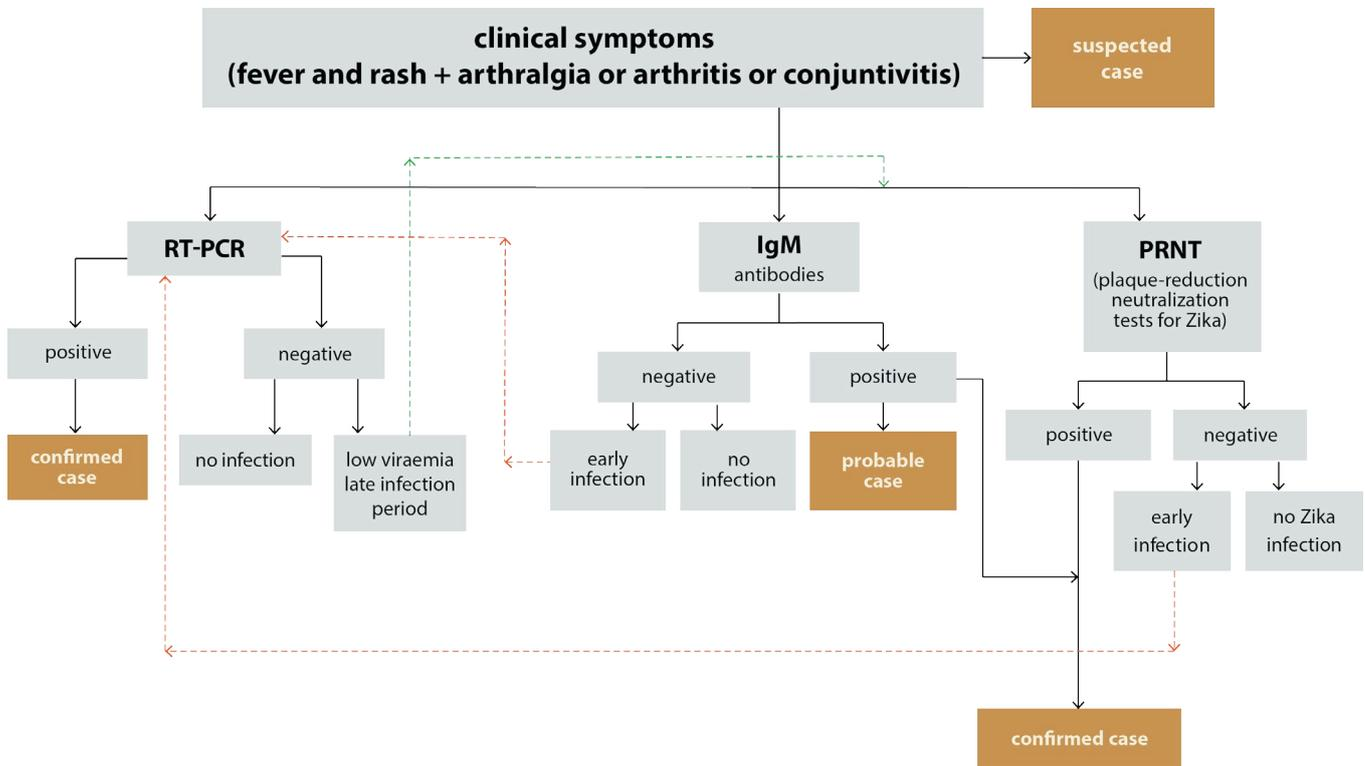 clinical symptoms
(fever and rash + arthralgia or arthritis or conjuntivitis)
suspected
case
RT-PCR
IgM
antibodies
PRNT
(plaque-reduction
neutralization
tests for Zika)
positive
negative
negative
positive
positive
negative
confirmed
case
no infection
low viraemia
late infection
period
early
infection
no
infection
probable
case
early
infection
no Zika
infection
confirmed case